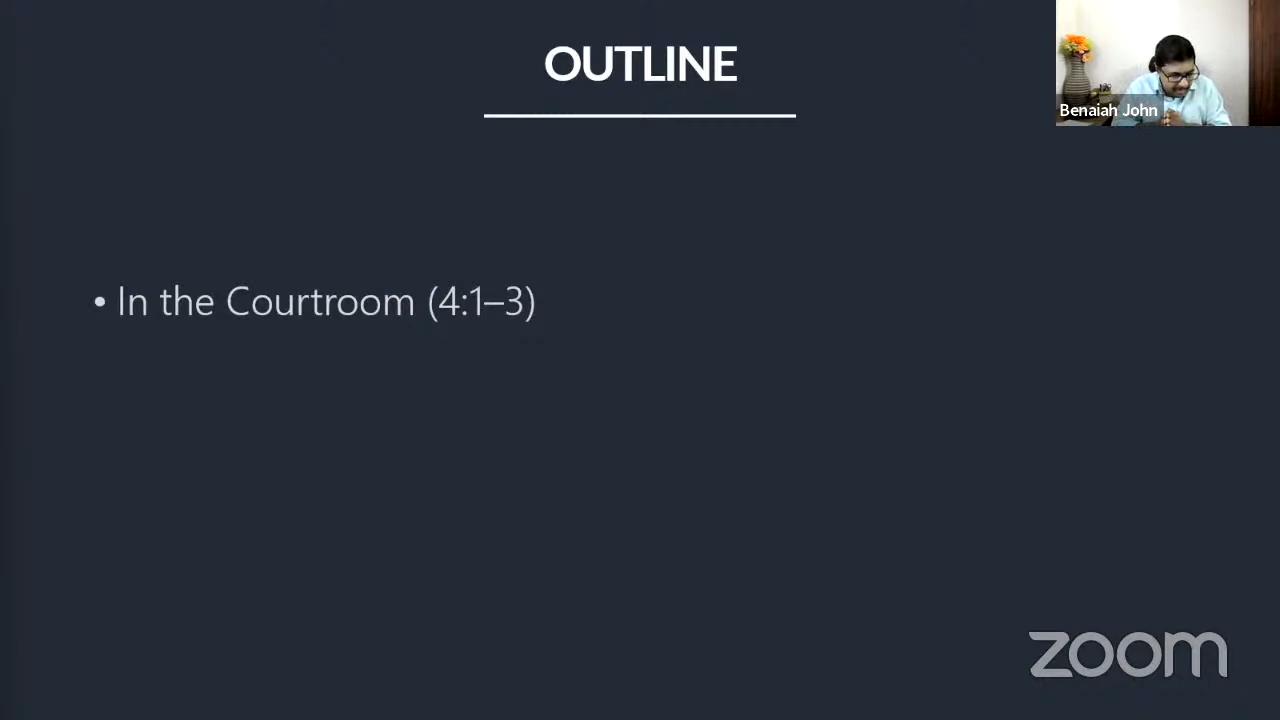 OUTLINE
Benaiah John
• In the Courtroom (4:1–3)
zoom